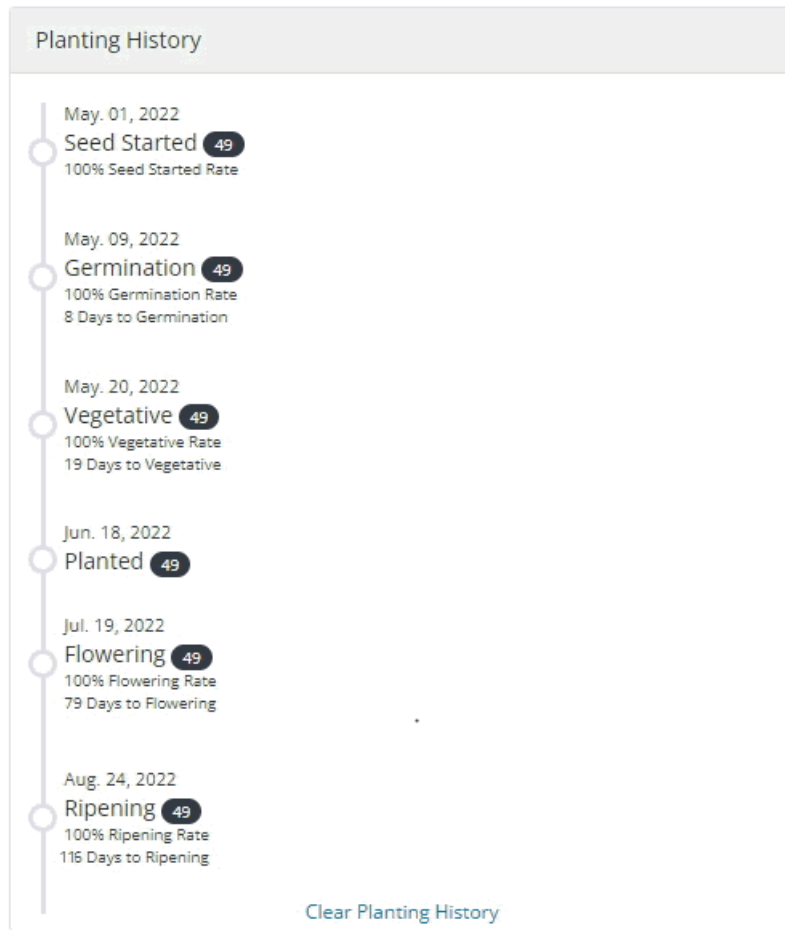 Planting History
May. 01, 2022
Seed Started 49
100% Seed Started Rate
May. 09, 2022
Germination 49
100% Germination Rate
8 Days to Germination
May. 20, 2022
Vegetative 49
100% Vegetative Rate
19 Days to Vegetative
Jun. 18, 2022
Planted 49
Jul. 19, 2022
Flowering 49
100% Flowering Rate
79 Days to Flowering
Aug. 24, 2022
Ripening 49
100% Ripening Rate
116 Days to Ripening
Clear Planting History